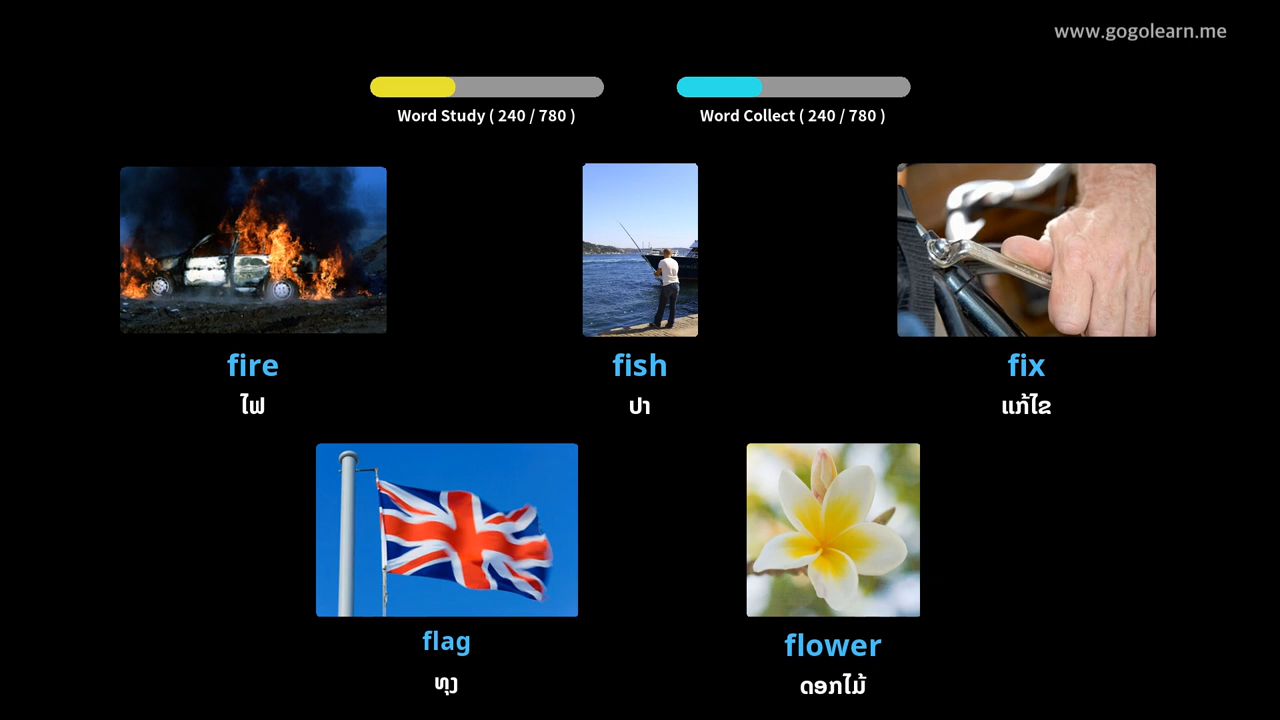 www.gogolearn.me
Word Study ( 240 / 780 )
Word Collect ( 240 / 780 )
fire
ໄຟ
fish
ປາ
fix
ແກ້ໄຂ
flag
ທຸງ
flower
ດອກໄມ້